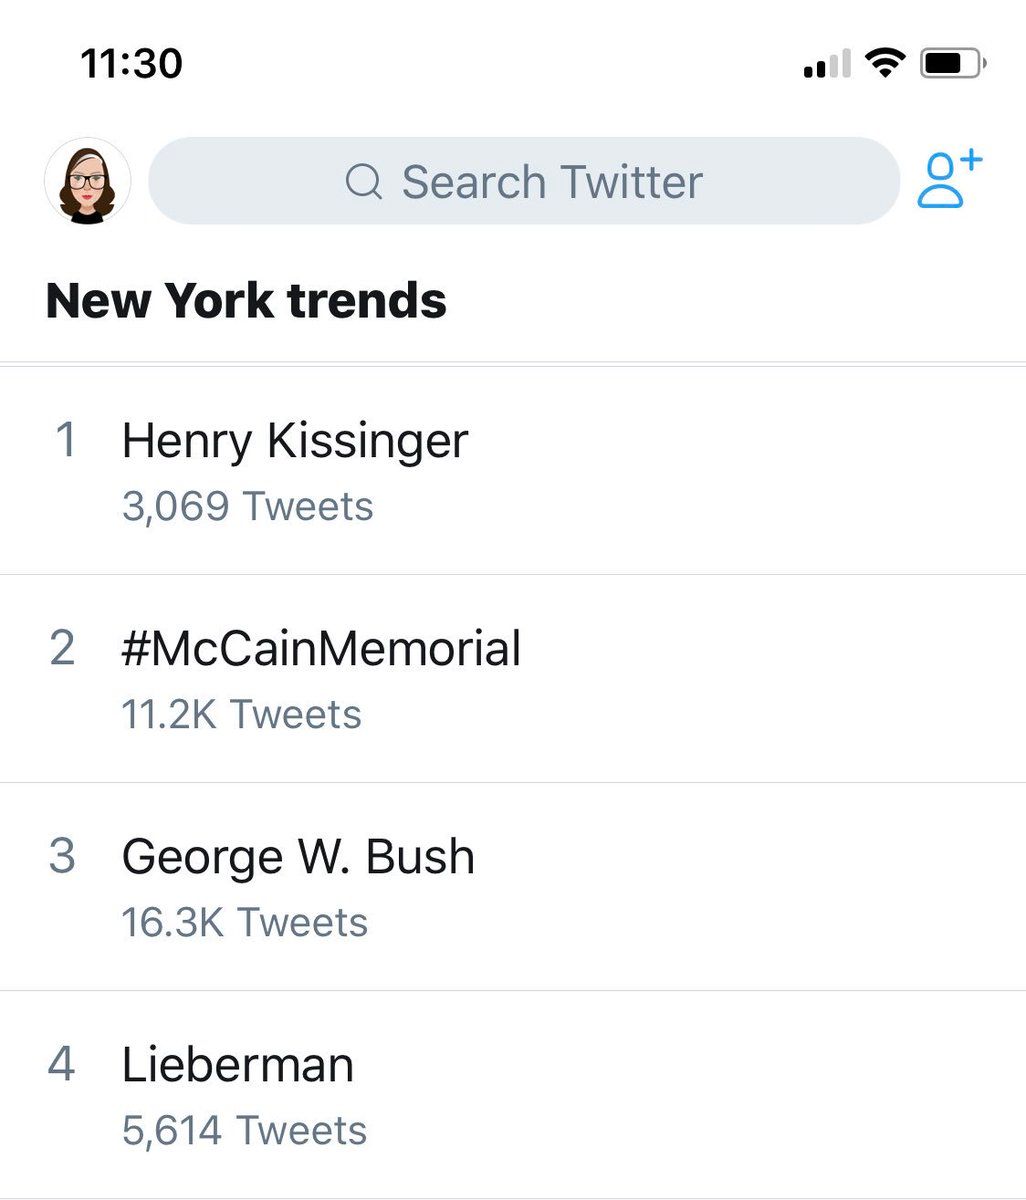 11:30
Search Twitter
New York trends
1 Henry Kissinger
3,069 Tweets
2 #McCainMemorial
11.2K Tweets
3 George W. Bush
16.3K Tweets
4 Lieberman
5,614 Tweets